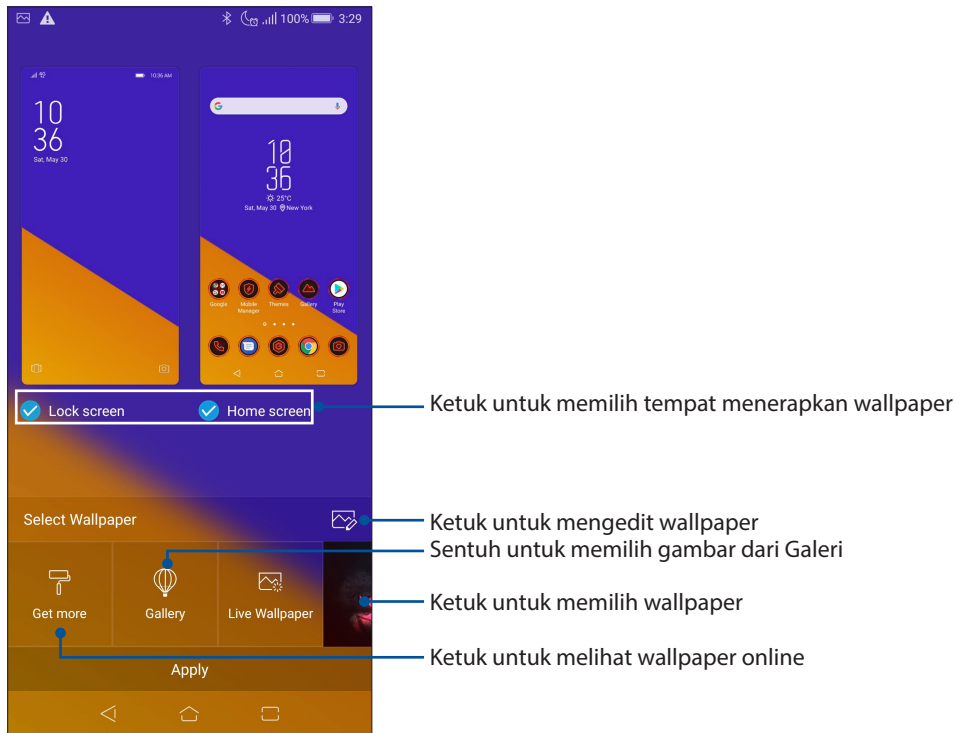 100% 3:29
10:36 AM
10
36
Sat, May 30
G
10
36
25°C
Sat, May 30 New York
Google Mobile Manager Themes Gallery Play Store
Lock screen Home screen
Ketuk untuk memilih tempat menerapkan wallpaper
Select Wallpaper
Ketuk untuk mengedit wallpaper
Sentuh untuk memilih gambar dari Galeri
Get more Gallery Live Wallpaper
Ketuk untuk memilih wallpaper
Ketuk untuk melihat wallpaper online
Apply